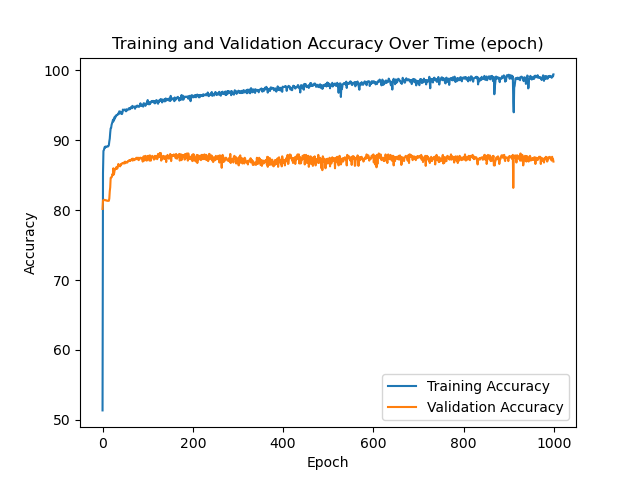 Training and Validation Accuracy Over Time (epoch)
100
90
80
70
60
50
Accuracy
0
200
400
600
800
1000
Epoch
Training Accuracy
Validation Accuracy